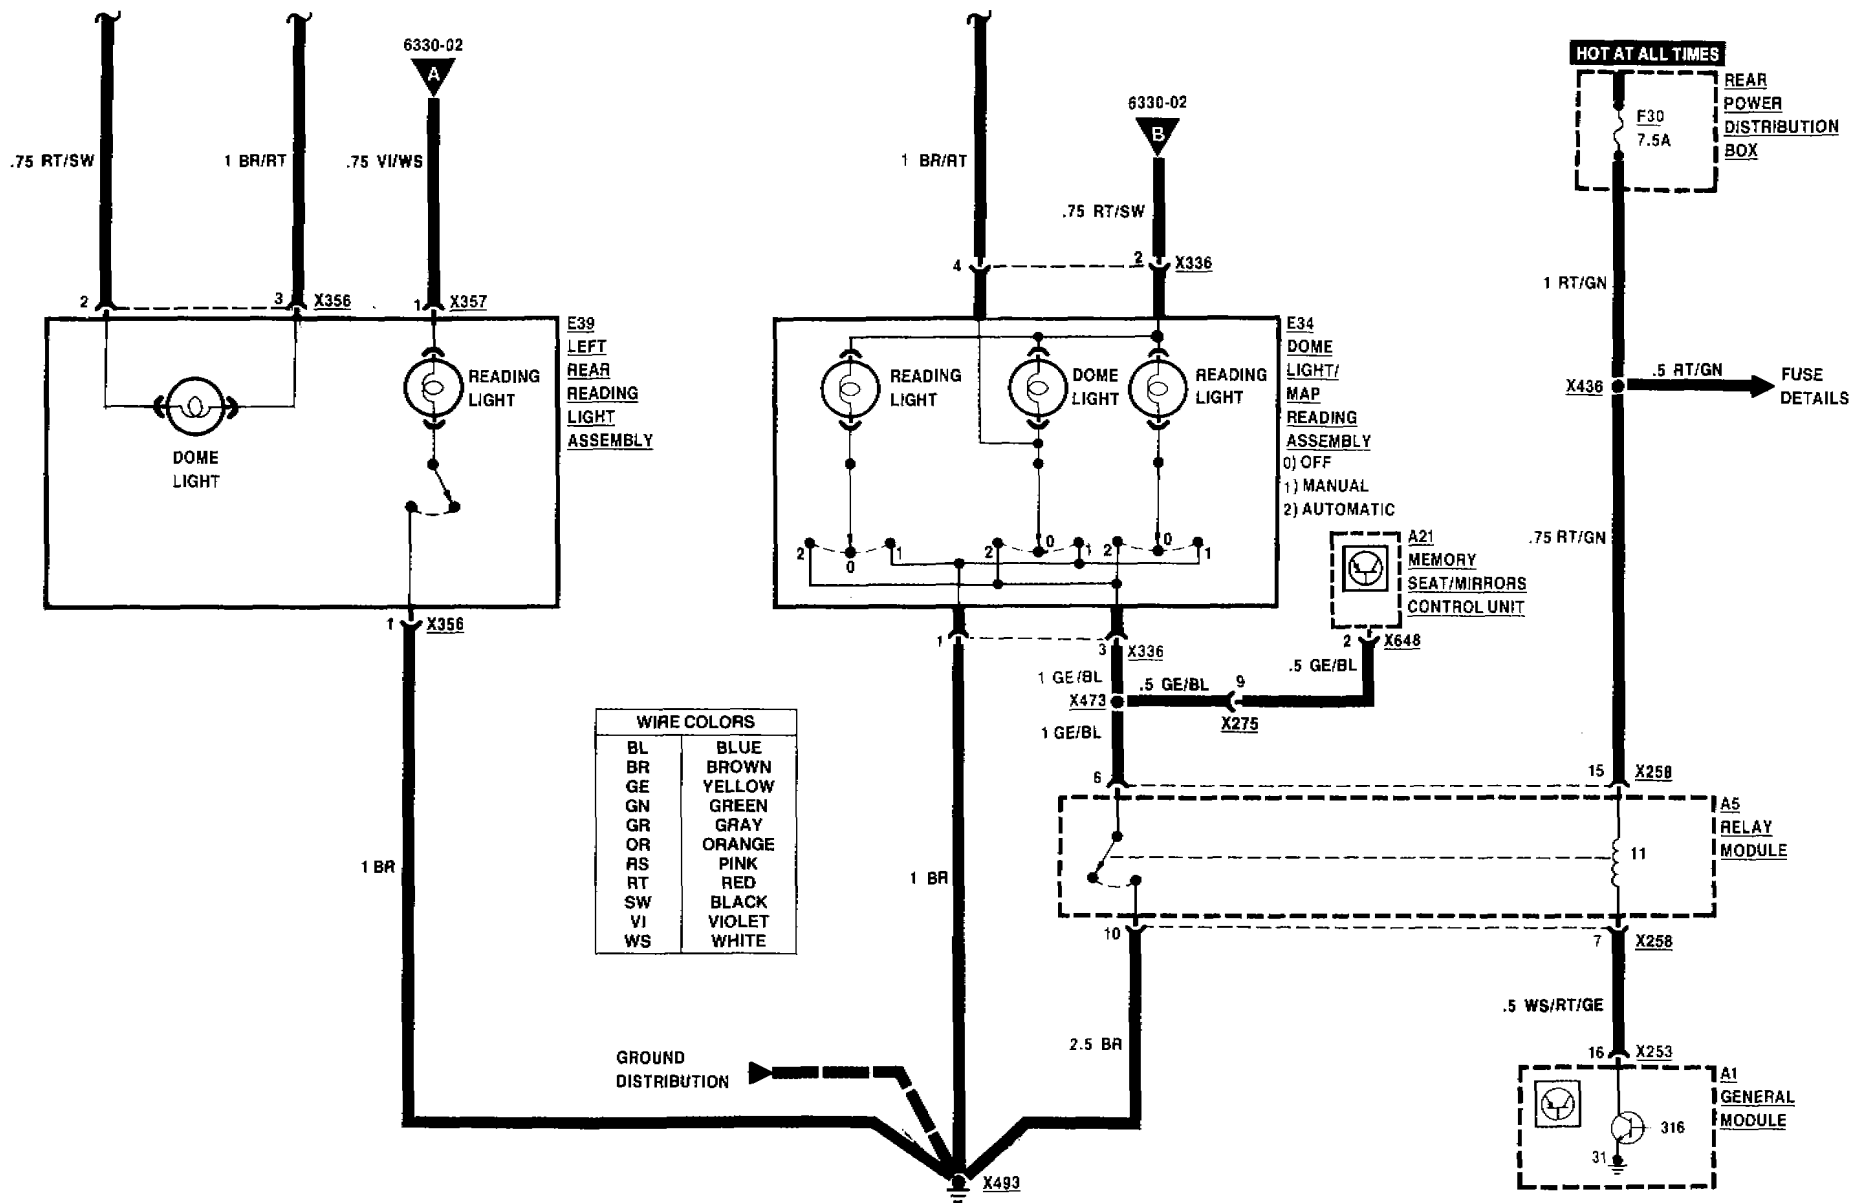 6330-02
A
.75 RT/SW
1 BR/RT
.75 VI/WS
2
3
X356
1
X357
E39
LEFT
REAR
READING
LIGHT
ASSEMBLY
READING
LIGHT
DOME
LIGHT
1
X356
1 BR
6330-02
B
1 BR/RT
.75 RT/SW
4
2
X336
E34
DOME
LIGHT/
MAP
READING
ASSEMBLY
0) OFF
1) MANUAL
2) AUTOMATIC
READING
LIGHT
DOME
LIGHT
READING
LIGHT
2
0
1
2
0
1
2
0
1
1
3
X336
1 GE/BL
X473
.5 GE/BL
9
X275
.5 GE/BL
1 GE/BL
A21
MEMORY
SEAT/MIRRORS
CONTROL UNIT
2
X648
HOT AT ALL TIMES
REAR
POWER
DISTRIBUTION
BOX
F30
7.5A
1 RT/GN
X436
.5 RT/GN
FUSE
DETAILS
.75 RT/GN
6
15
X258
A5
RELAY
MODULE
11
10
7
X258
.5 WS/RT/GE
16
X253
A1
GENERAL
MODULE
316
31
WIRE COLORS
BL BLUE
BR BROWN
GE YELLOW
GN GREEN
GR GRAY
OR ORANGE
RS PINK
RT RED
SW BLACK
VI VIOLET
WS WHITE
1 BR
2.5 BR
GROUND
DISTRIBUTION
X493